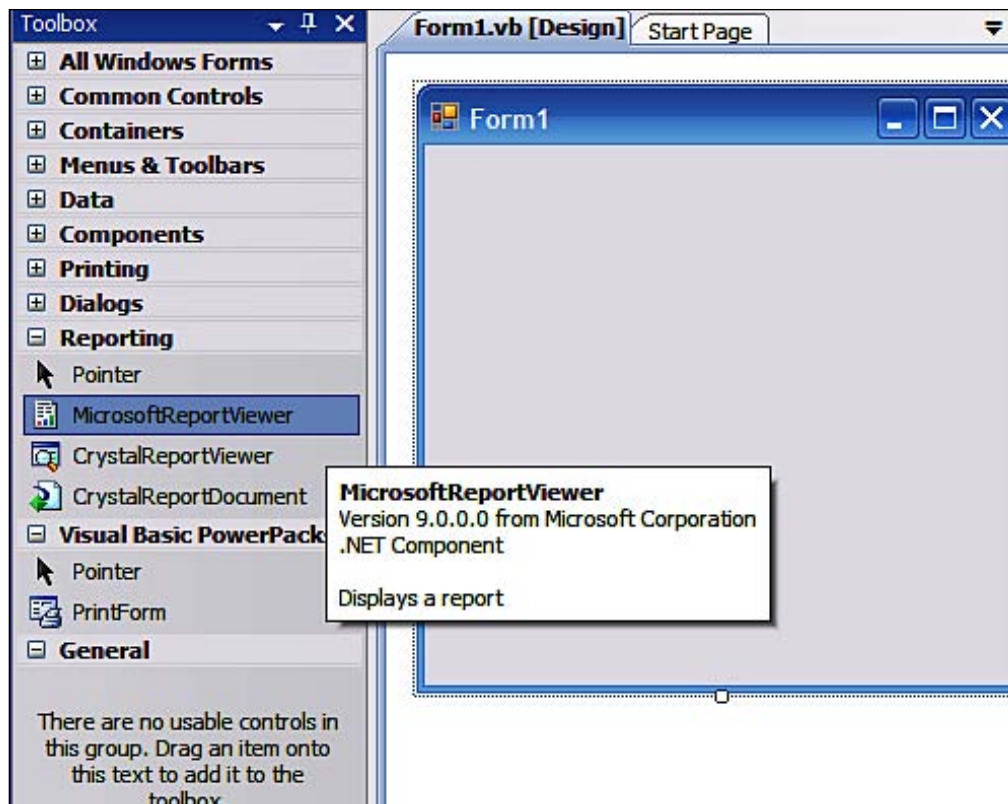 Toolbox
All Windows Forms
Common Controls
Containers
Menus & Toolbars
Data
Components
Printing
Dialogs
Reporting
Pointer
MicrosoftReportViewer
CrystalReportViewer
CrystalReportDocument
Visual Basic PowerPack
Pointer
PrintForm
General
There are no usable controls in
this group. Drag an item onto
this text to add it to the
toolbox
Form1.vb [Design]
Start Page
Form1
MicrosoftReportViewer
Version 9.0.0.0 from Microsoft Corporation
.NET Component
Displays a report